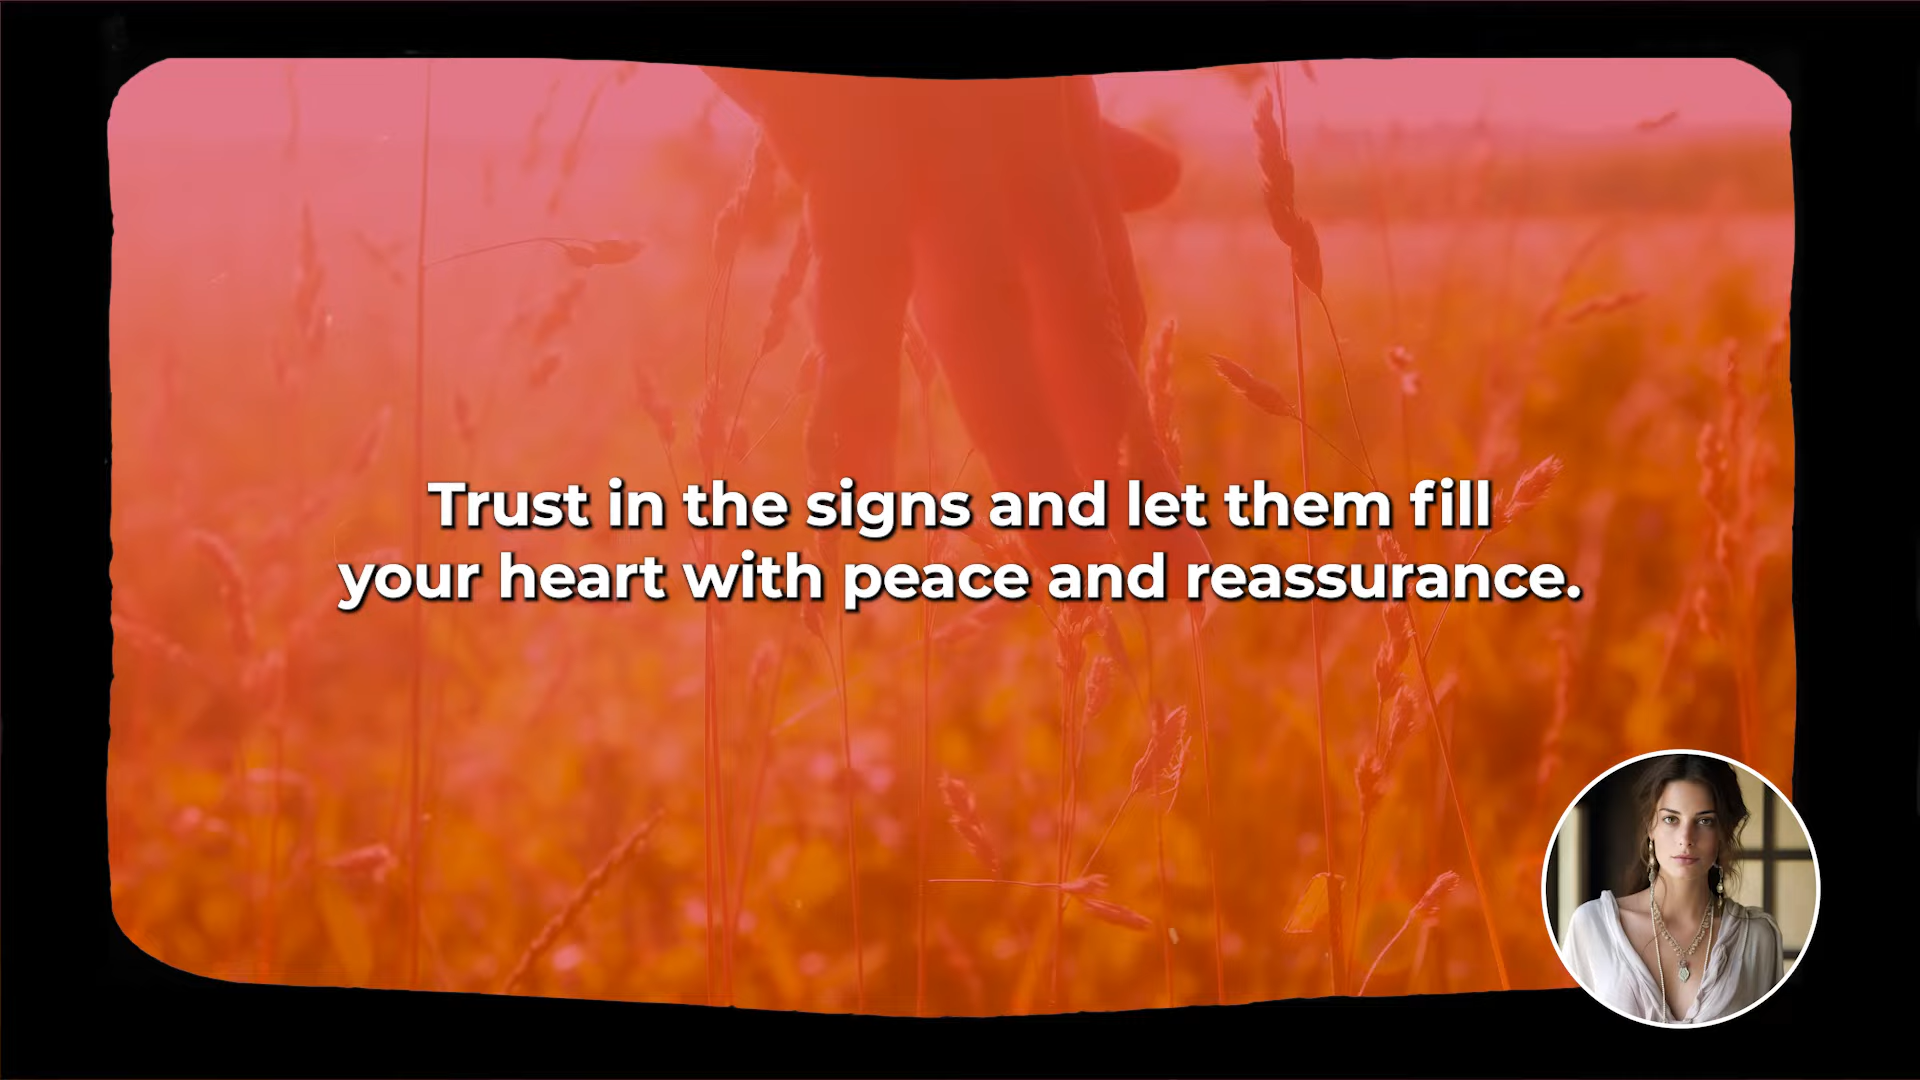 Trust in the signs and let them fill
your heart with peace and reassurance.